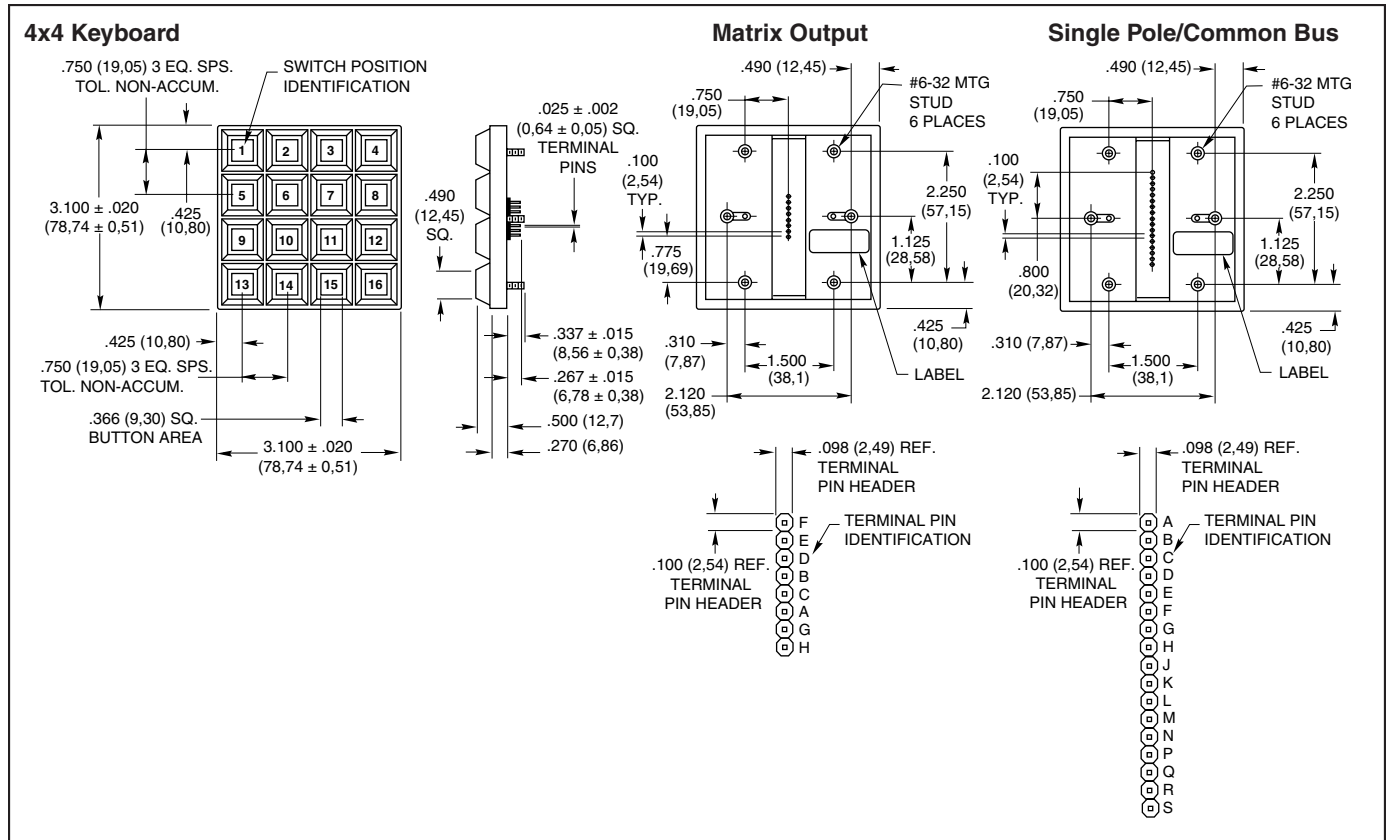 4x4 Keyboard
.750 (19,05) 3 EQ. SPS.
TOL. NON-ACCUM.
SWITCH POSITION
IDENTIFICATION
1
2
3
4
5
6
7
8
9
10
11
12
13
14
15
16
3.100 ± .020
(78,74 ± 0,51)
.425
(10,80)
.425 (10,80)
.750 (19,05) 3 EQ. SPS.
TOL. NON-ACCUM.
.366 (9,30) SQ.
BUTTON AREA
3.100 ± .020
(78,74 ± 0,51)
.025 ± .002
(0,64 ± 0,05) SQ.
TERMINAL
PINS
.490
(12,45)
SQ.
.337 ± .015
(8,56 ± 0,38)
.267 ± .015
(6,78 ± 0,38)
.500 (12,7)
.270 (6,86)
Matrix Output
.490 (12,45)
.750
(19,05)
#6-32 MTG
STUD
6 PLACES
.100
(2,54)
TYP.
2.250
(57,15)
1.125
(28,58)
.775
(19,69)
.425
(10,80)
.310
(7,87)
1.500
(38,1)
LABEL
2.120
(53,85)
.098 (2,49) REF.
TERMINAL
PIN HEADER
TERMINAL PIN
IDENTIFICATION
.100 (2,54) REF.
TERMINAL
PIN HEADER
F
E
D
B
C
A
G
H
Single Pole/Common Bus
.490 (12,45)
.750
(19,05)
#6-32 MTG
STUD
6 PLACES
.100
(2,54)
TYP.
2.250
(57,15)
1.125
(28,58)
.800
(20,32)
.425
(10,80)
.310 (7,87)
1.500
(38,1)
LABEL
2.120 (53,85)
.098 (2,49) REF.
TERMINAL
PIN HEADER
TERMINAL PIN
IDENTIFICATION
.100 (2,54) REF.
TERMINAL
PIN HEADER
A
B
C
D
E
F
G
H
J
K
L
M
N
P
Q
R
S